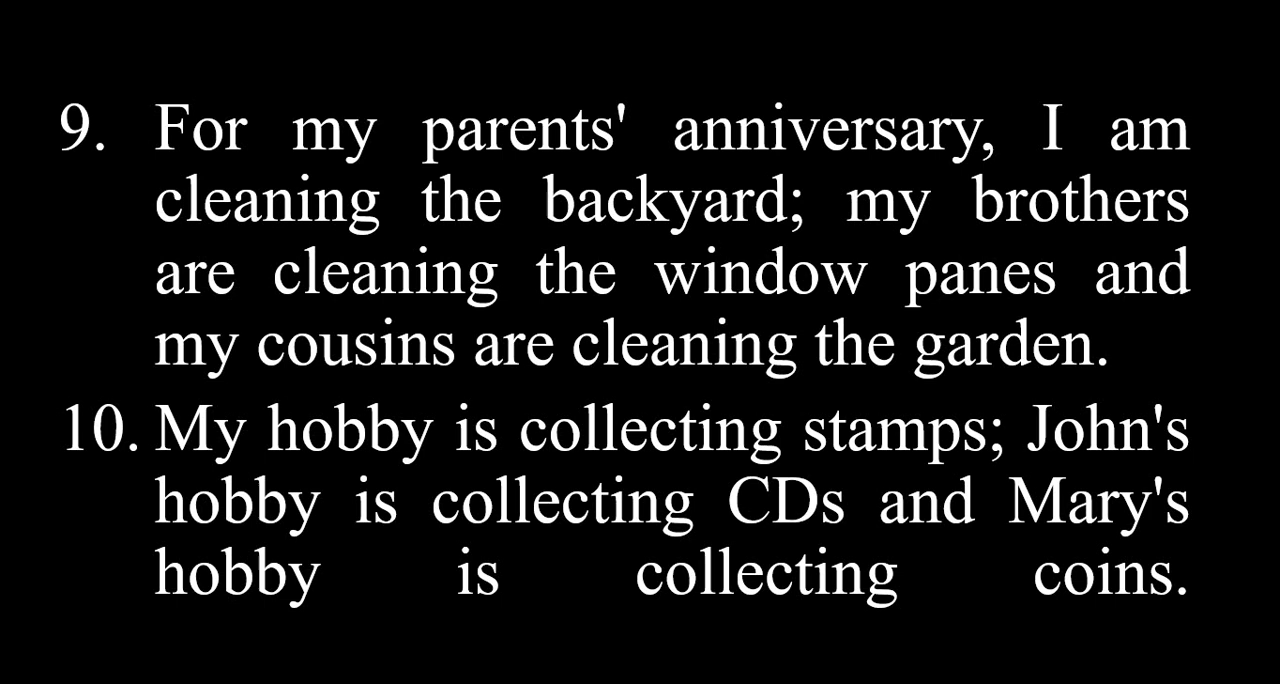 9. For my parents' anniversary, I am
cleaning the backyard; my brothers
are cleaning the window panes and
my cousins are cleaning the garden.
10. My hobby is collecting stamps; John's
hobby is collecting CDs and Mary's
hobby is collecting coins.